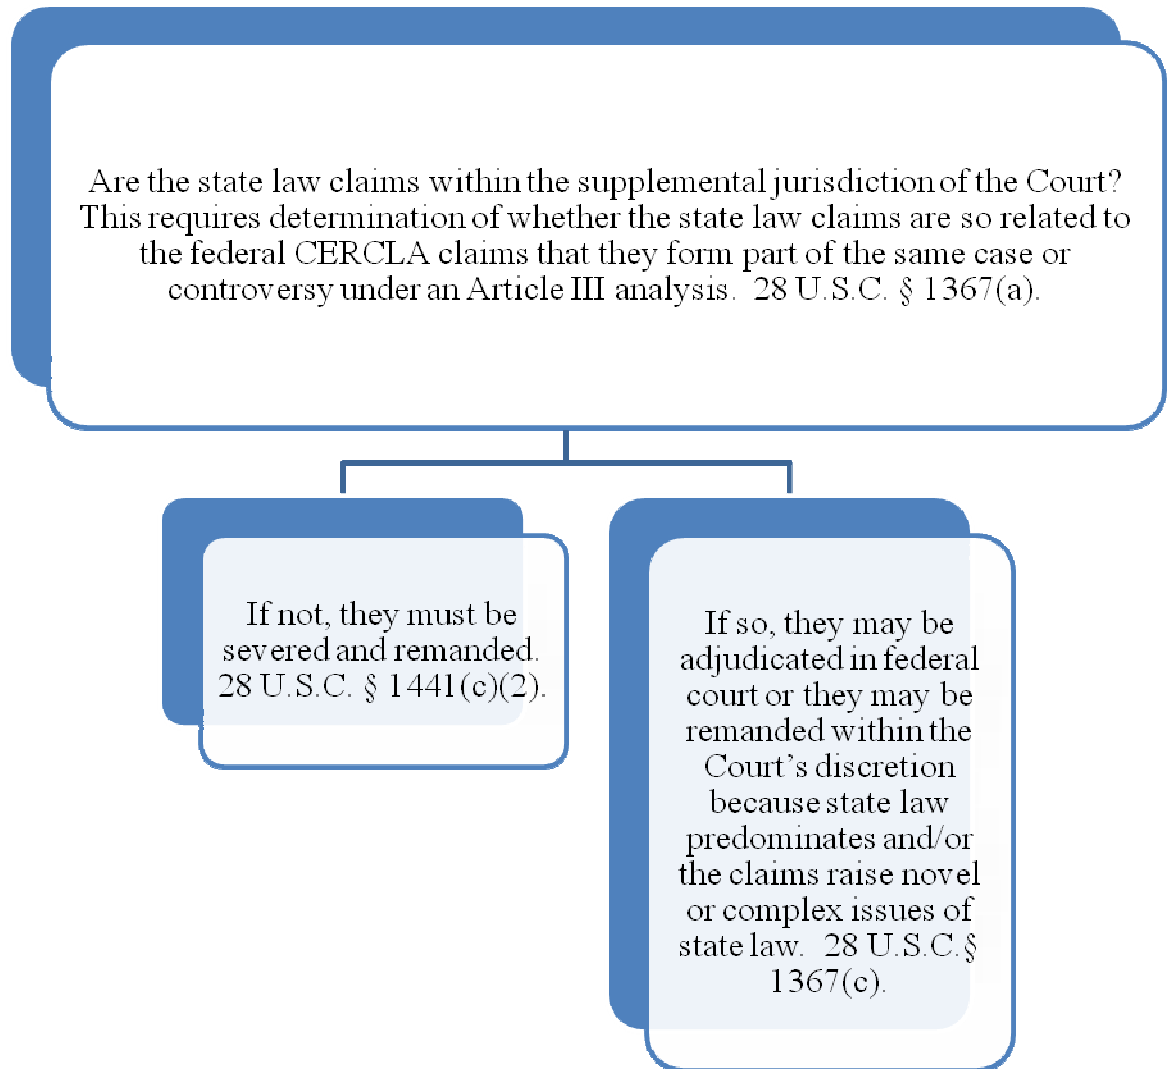 Are the state law claims within the supplemental jurisdiction of the Court?
This requires determination of whether the state law claims are so related to
the federal CERCLA claims that they form part of the same case or
controversy under an Article III analysis.  28 U.S.C. § 1367(a).
If not, they must be
severed and remanded.
28 U.S.C. § 1441(c)(2).
If so, they may be
adjudicated in federal
court or they may be
remanded within the
Court’s discretion
because state law
predominates and/or
the claims raise novel
or complex issues of
state law.  28 U.S.C.§
1367(c).